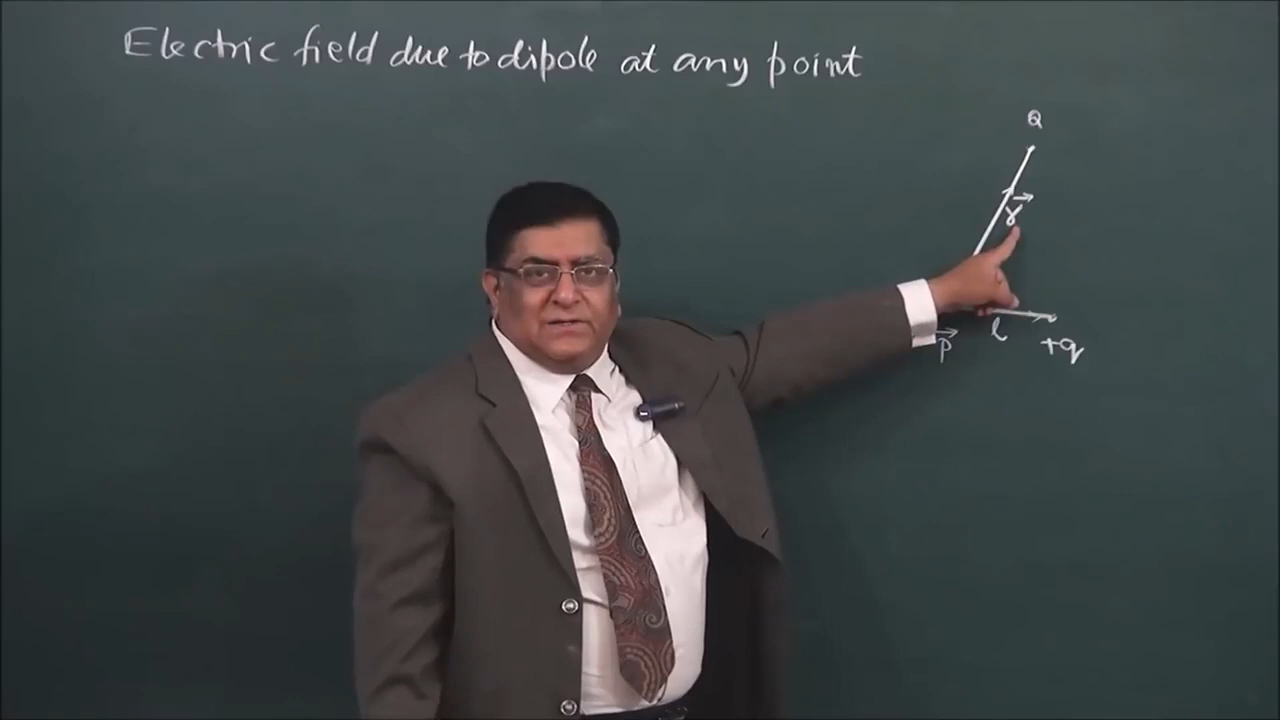 Electric field due to dipole at any point
Q
r
p l +q